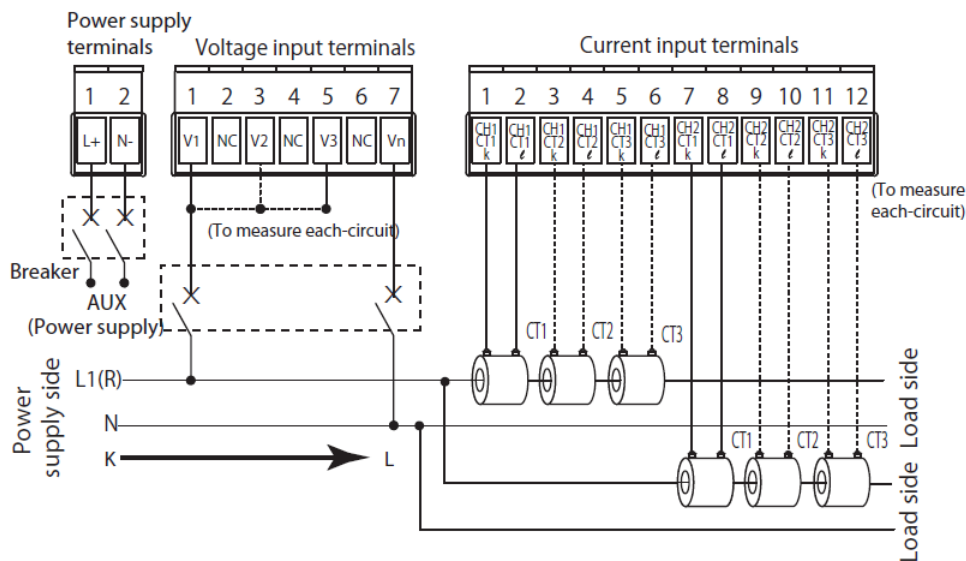 Power supply
terminals
Voltage input terminals
Current input terminals
1 2
1 2 3 4 5 6 7
1 2 3 4 5 6 7 8 9 10 11 12
L+ N-
V1 NC V2 NC V3 NC Vn
CH1 CT1 k
CH1 CT1 ℓ
CH1 CT2 k
CH1 CT2 ℓ
CH1 CT3 k
CH1 CT3 ℓ
CH2 CT1 k
CH2 CT1 ℓ
CH2 CT2 k
CH2 CT2 ℓ
CH2 CT3 k
CH2 CT3 ℓ
(To measure
each-circuit)
(To measure each-circuit)
Breaker
AUX
(Power supply)
CT1 CT2 CT3
Power
supply side
L1(R)
N
K L
Load side
CT1 CT2 CT3
Load side